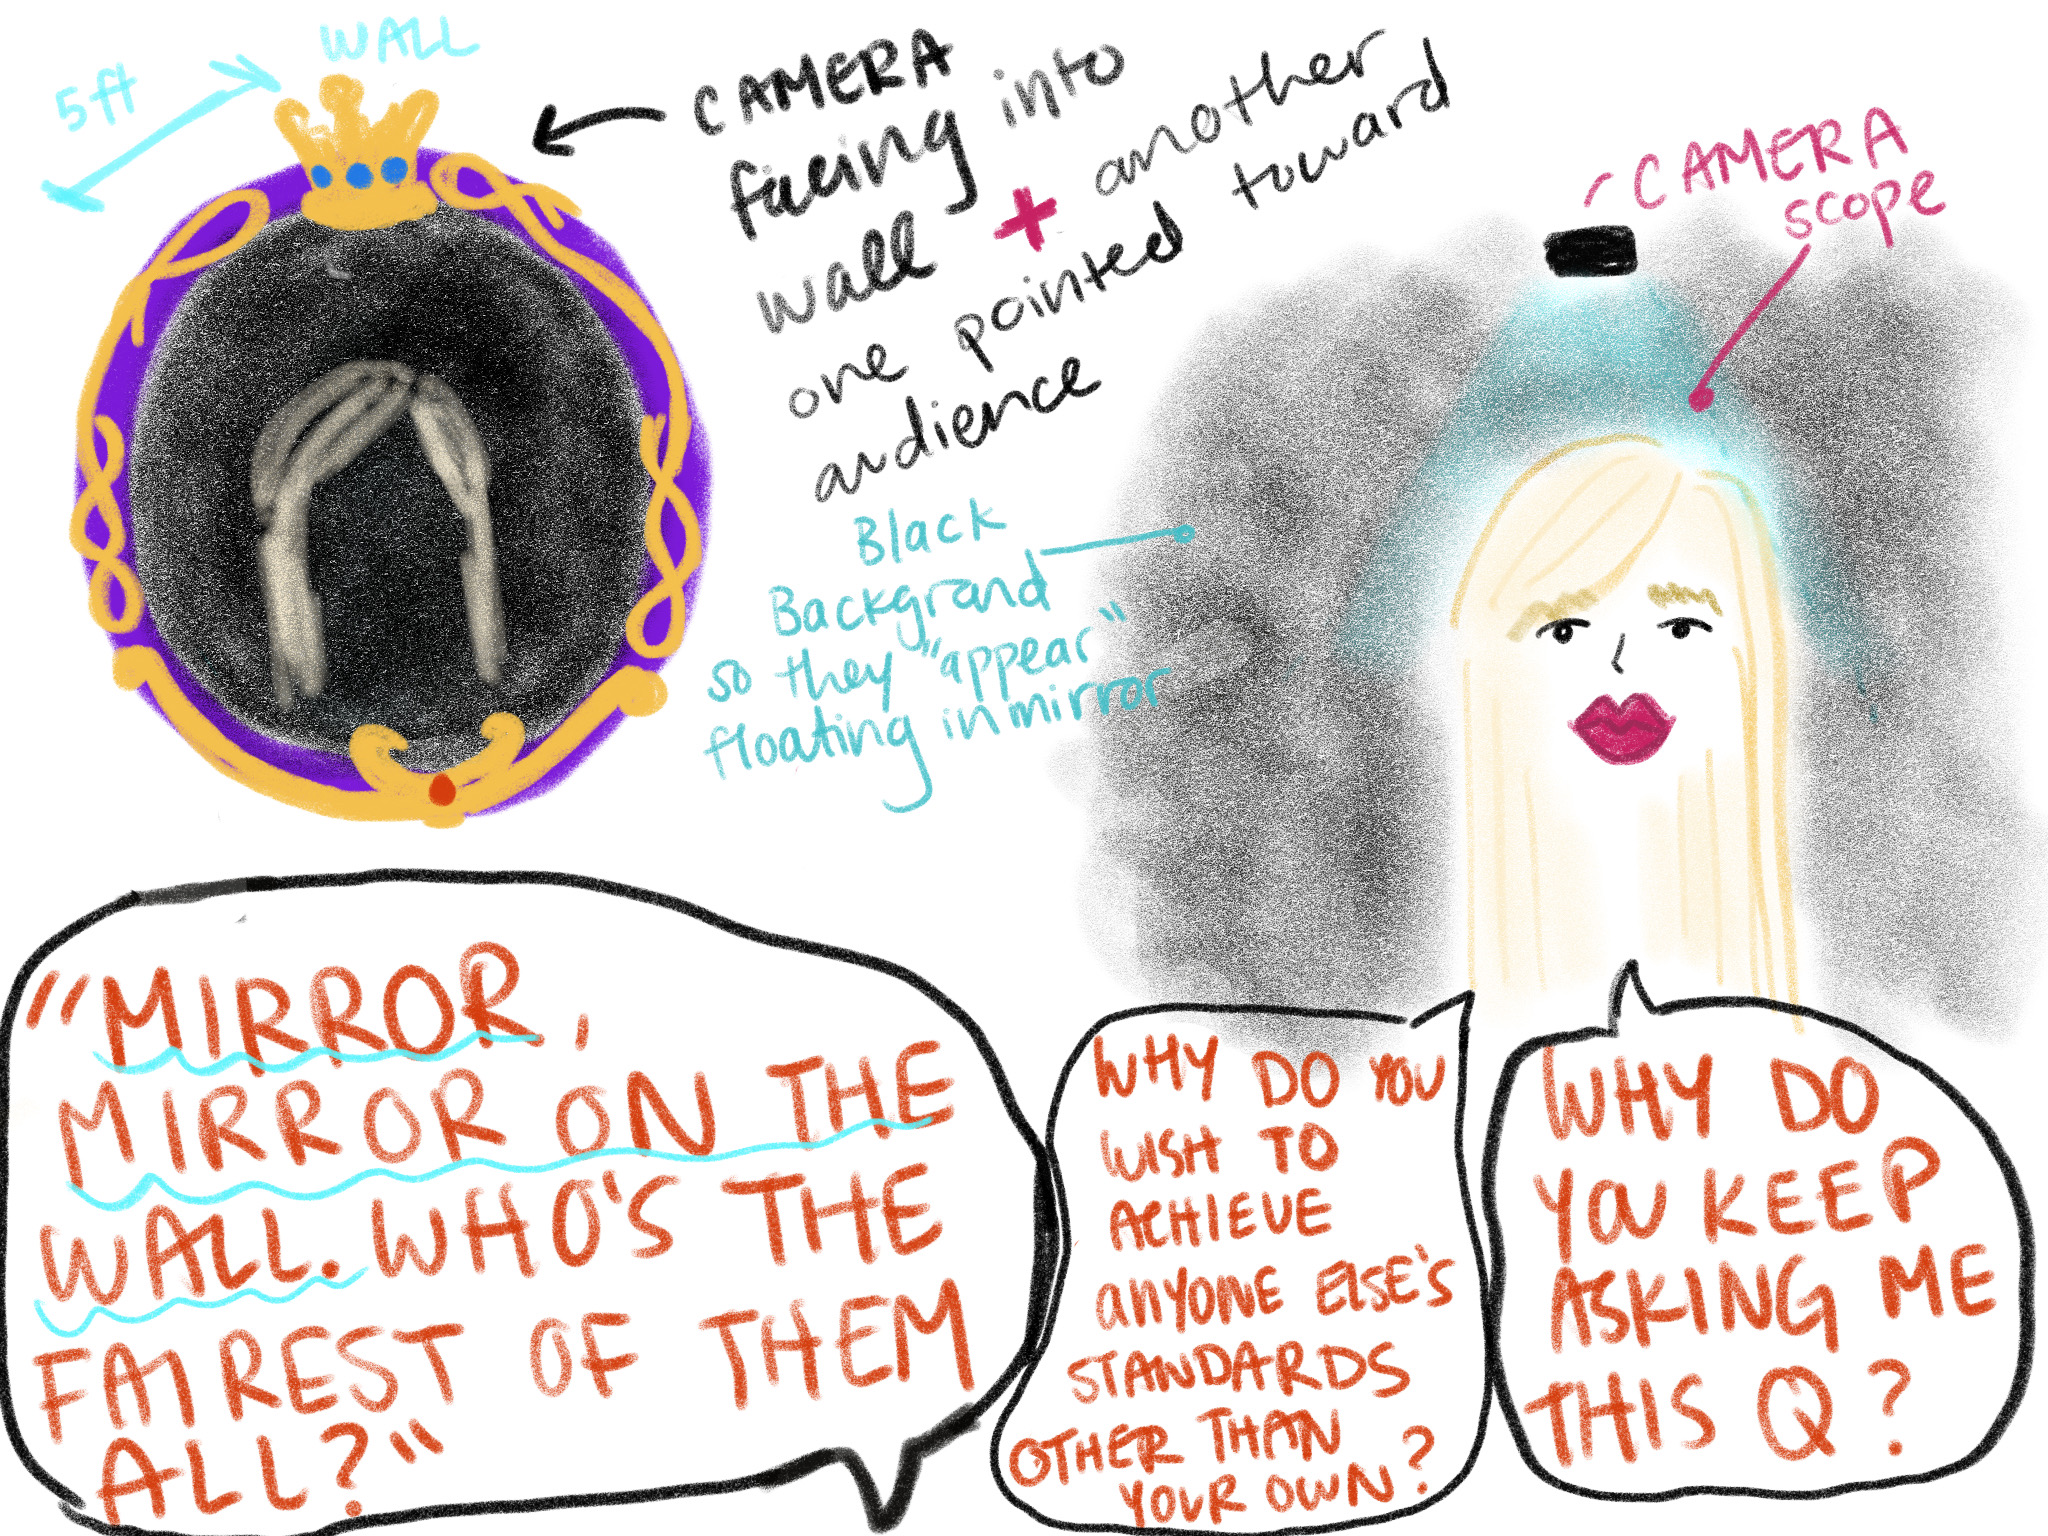 WALL
5ft
CAMERA
facing into
wall + another
one pointed toward
audience
CAMERA
scope
Black
Backgrand
so they "appear"
floating in mirror
"MIRROR,
MIRROR ON THE
WALL. WHO'S THE
FAIREST OF THEM
ALL?"
WHY DO YOU
WISH TO
ACHIEVE
ANYONE ELSE'S
STANDARDS
OTHER THAN
YOUR OWN?
WHY DO
YOU KEEP
ASKING ME
THIS Q?